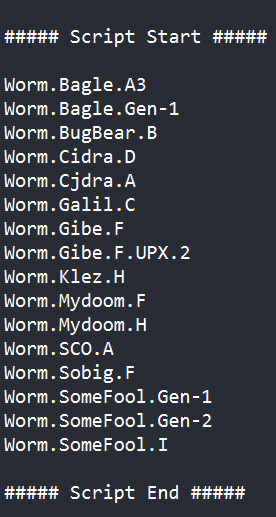 ##### Script Start #####
Worm.Bagle.A3
Worm.Bagle.Gen-1
Worm.BugBear.B
Worm.Cidra.D
Worm.Cjdra.A
Worm.Galil.C
Worm.Gibe.F
Worm.Gibe.F.UPX.2
Worm.Klez.H
Worm.Mydoom.F
Worm.Mydoom.H
Worm.SCO.A
Worm.Sobig.F
Worm.SomeFool.Gen-1
Worm.SomeFool.Gen-2
Worm.SomeFool.I
##### Script End #####